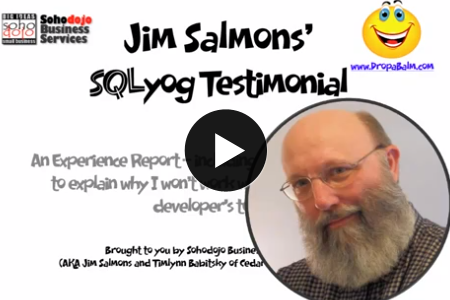 BIG IDEAS
soho
dojo
small business
Sohodojo
Business
Services
Jim Salmons'
SQLyog Testimonial
www.DropaBalm.com
An Experience Report -
to explain why I won't work
developer's
Brought to you by Sohodojo Busine
(AKA Jim Salmons and Timlynn Babitsky of Cedar